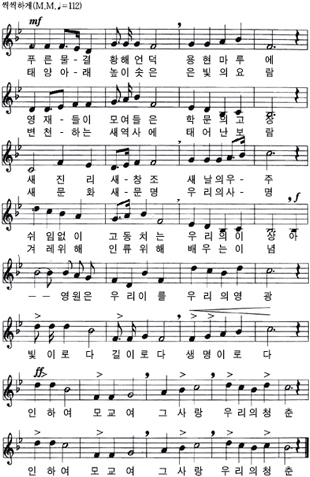 씩씩하게(M.M. ♩=112)
mf
푸른물-결 황해언덕 용현마루에
태양아-래 높이솟은 은빛의요람
영재-들이 모여들은 학문의고장
변천-하는 새역사에 태어난보람
새진리 새-창조 새날의우-주
새문화 새-문명 우리의사-명
f
쉬임없이 고동치는 우리의이상아
겨레위해 인류위해 배우는이념
--영원은 우리이를 우리의영광
빛이로다 길이로다 생명이로다
ff
인하여 모교여 그사랑 우리의청춘
인하여 모교여 그사랑 우리의청춘